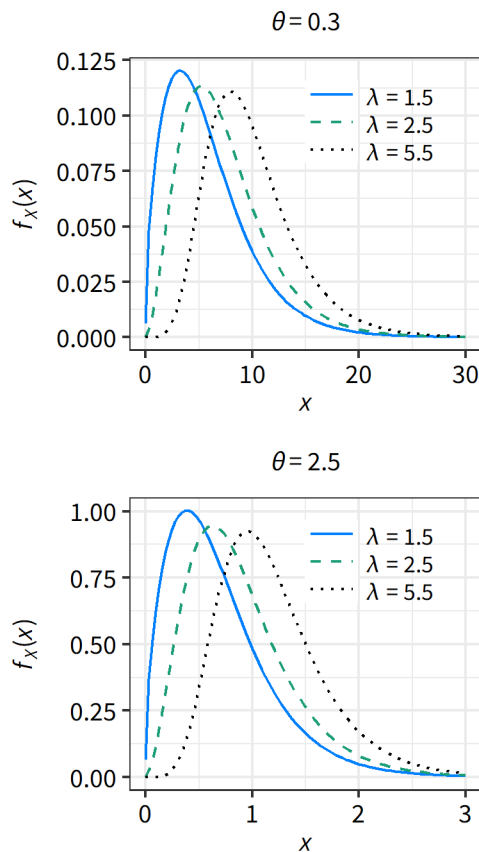 θ = 0.3
0.125
0.100
0.075
0.050
0.025
0.000
f_X(x)
λ = 1.5
λ = 2.5
λ = 5.5
0 10 20 30
x
θ = 2.5
1.00
0.75
0.50
0.25
0.00
f_X(x)
λ = 1.5
λ = 2.5
λ = 5.5
0 1 2 3
x